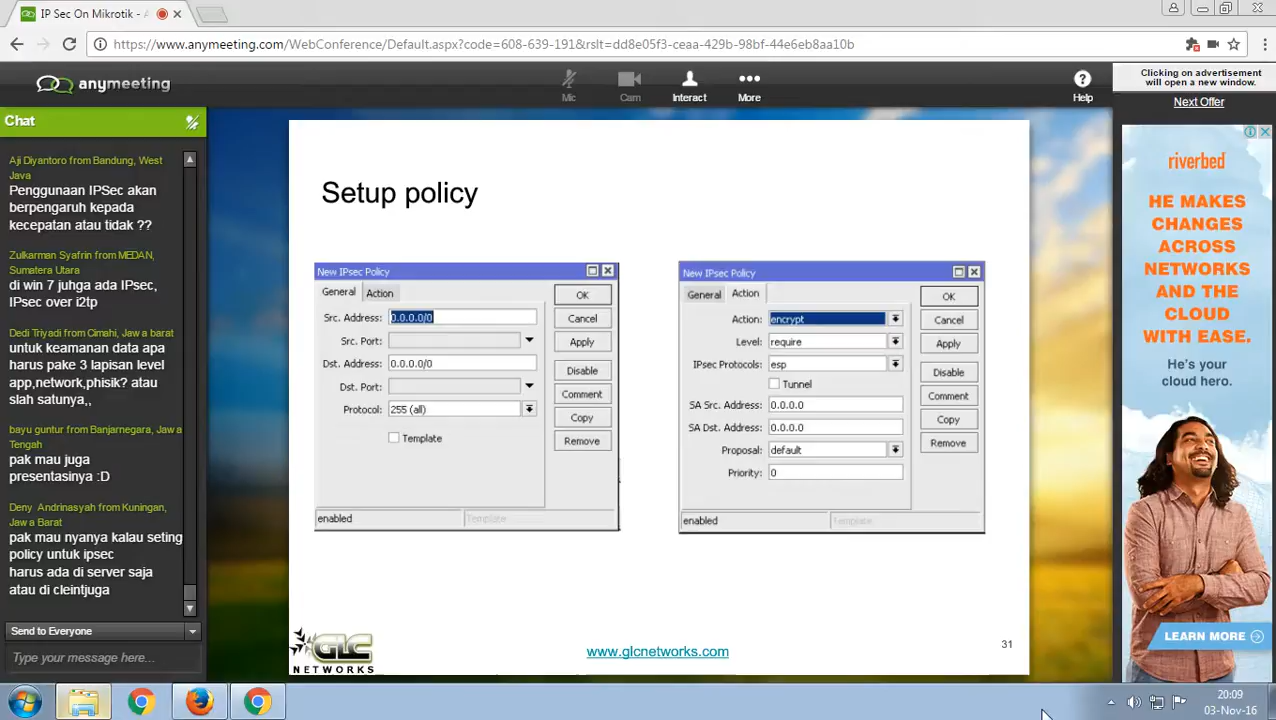 IP Sec On Mikrotik - A
https://www.anymeeting.com/WebConference/Default.aspx?code=608-639-191&rslt=dd8e05f3-ceaa-429b-98bf-44e6eb8aa10b
anymeeting
Mic
Cam
Interact
More
Help
Clicking on advertisement
will open a new window.
Next Offer
Chat
Aji Diyantoro from Bandung, West
Java
Penggunaan IPSec akan
berpengaruh kepada
kecepatan atau tidak ??
Zulkarman Syafrin from MEDAN,
Sumatera Utara
di win 7 juhga ada IPsec,
IPsec over i2tp
Dedi Triyadi from Cimahi, Jawa barat
untuk keamanan data apa
harus pake 3 lapisan level
app,network,phisik? atau
slah satunya,,
bayu guntur from Banjarnegara, Jawa
Tengah
pak mau juga
presentasinya :D
Deny Andrinasyah from Kuningan,
Jawa Barat
pak mau nyanya kalau seting
policy untuk ipsec
harus ada di server saja
atau di cleintjuga
Send to Everyone
Type your message here...
Setup policy
New IPsec Policy
General
Action
Src. Address:
0.0.0.0/0
Src. Port:
Dst. Address:
0.0.0.0/0
Dst. Port:
Protocol:
255 (all)
Template
OK
Cancel
Apply
Disable
Comment
Copy
Remove
enabled
Template
New IPsec Policy
General
Action
Action:
encrypt
Level:
require
IPsec Protocols:
esp
Tunnel
SA Src. Address:
0.0.0.0
SA Dst. Address:
0.0.0.0
Proposal:
default
Priority:
0
OK
Cancel
Apply
Disable
Comment
Copy
Remove
enabled
Template
GLC
NETWORKS
www.glcnetworks.com
31
riverbed
HE MAKES
CHANGES
ACROSS
NETWORKS
AND THE
CLOUD
WITH EASE.
He's your
cloud hero.
LEARN MORE
20:09
03-Nov-16